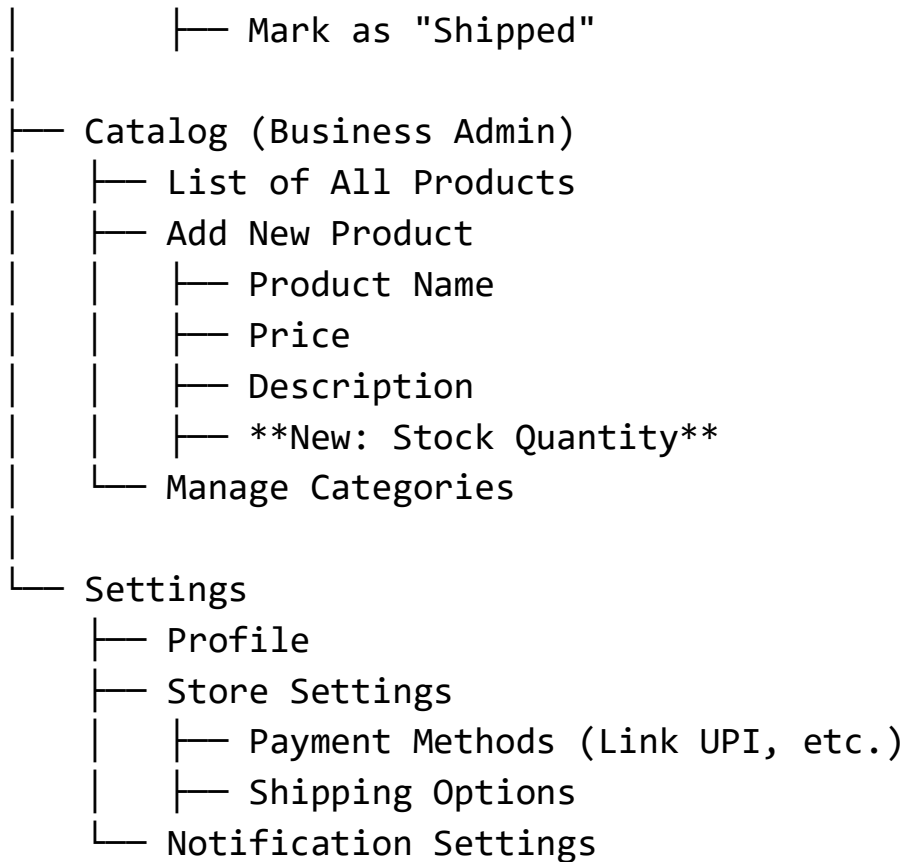 │       ├── Mark as "Shipped"
│
├── Catalog (Business Admin)
│   ├── List of All Products
│   ├── Add New Product
│   │   ├── Product Name
│   │   ├── Price
│   │   ├── Description
│   │   ├── **New: Stock Quantity**
│   └── Manage Categories
│
└── Settings
    ├── Profile
    ├── Store Settings
    │   ├── Payment Methods (Link UPI, etc.)
    │   ├── Shipping Options
    └── Notification Settings